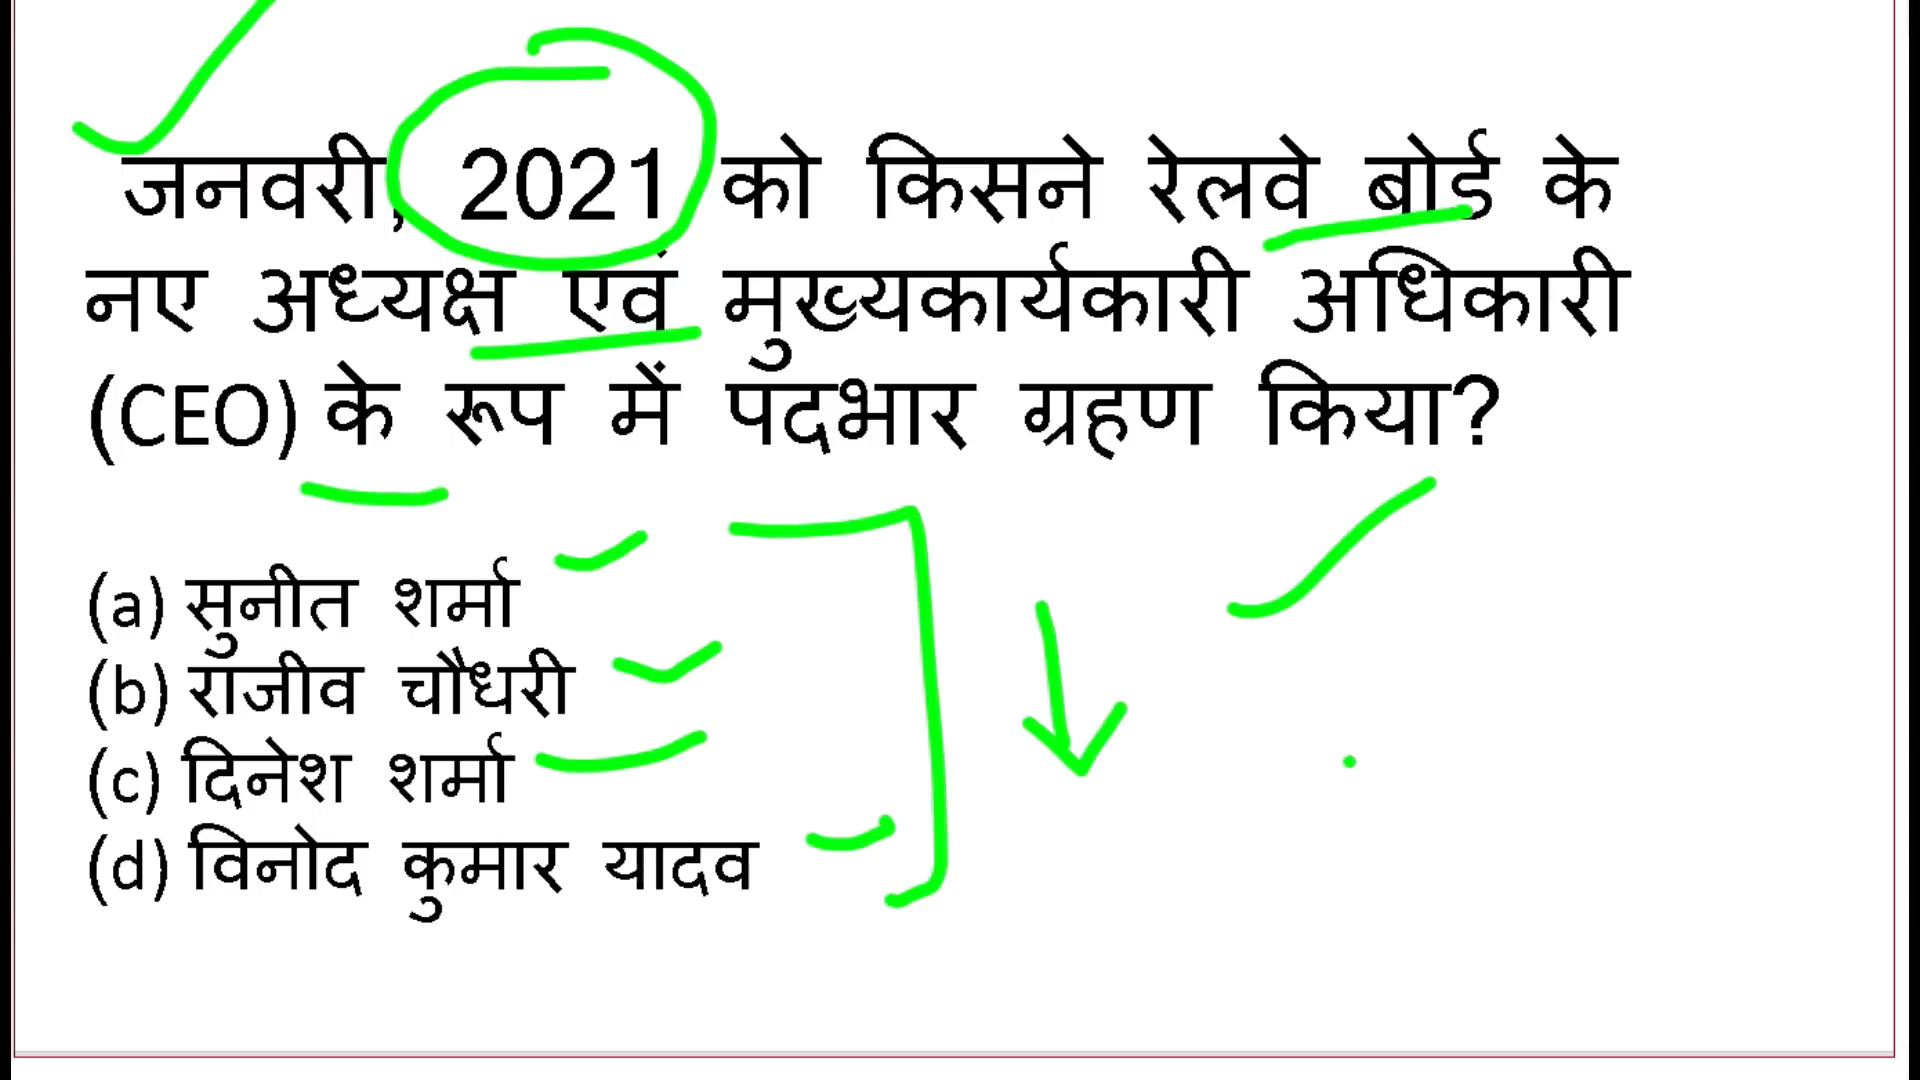 जनवरी, 2021 को किसने रेलवे बोर्ड के
नए अध्यक्ष एवं मुख्यकार्यकारी अधिकारी
(CEO) के रूप में पदभार ग्रहण किया?
(a) सुनीत शर्मा
(b) राजीव चौधरी
(c) दिनेश शर्मा
(d) विनोद कुमार यादव